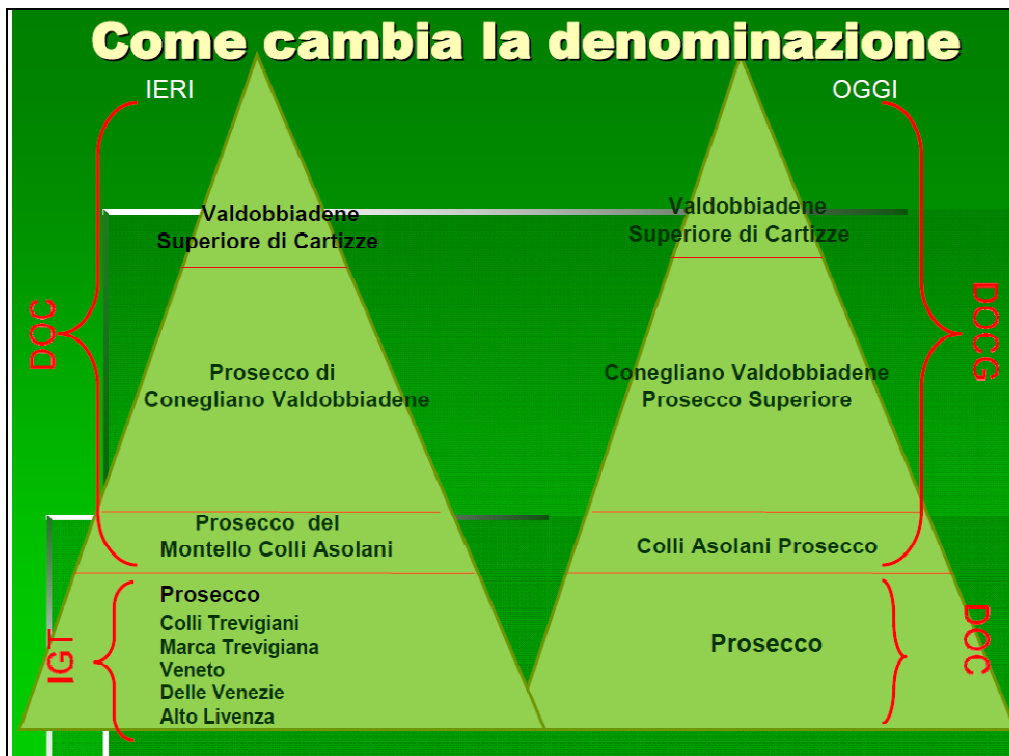 Come cambia la denominazione
IERI
DOC
Valdobbiadene
Superiore di Cartizze
Prosecco di
Conegliano Valdobbiadene
Prosecco del
Montello Colli Asolani
IGT
Prosecco
Colli Trevigiani
Marca Trevigiana
Veneto
Delle Venezie
Alto Livenza
OGGI
Valdobbiadene
Superiore di Cartizze
Conegliano Valdobbiadene
Prosecco Superiore
Colli Asolani Prosecco
DOCG
Prosecco
DOC